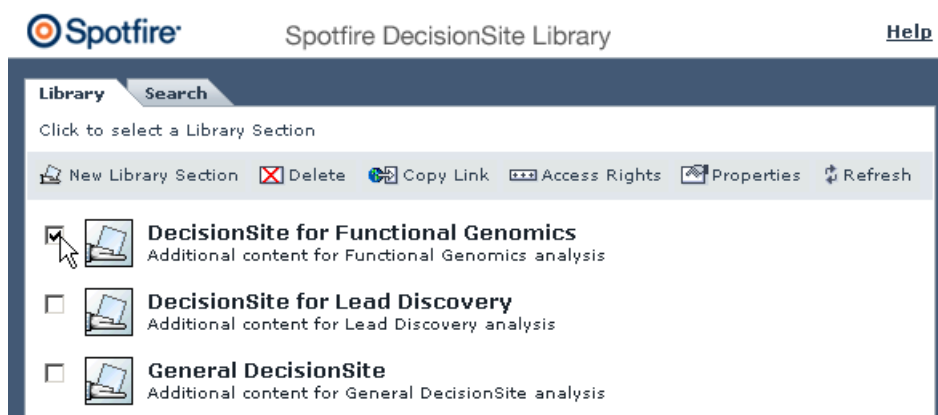 Spotfire Spotfire DecisionSite Library Help
Library Search
Click to select a Library Section
New Library Section Delete Copy Link Access Rights Properties Refresh
DecisionSite for Functional Genomics
Additional content for Functional Genomics analysis
DecisionSite for Lead Discovery
Additional content for Lead Discovery analysis
General DecisionSite
Additional content for General DecisionSite analysis